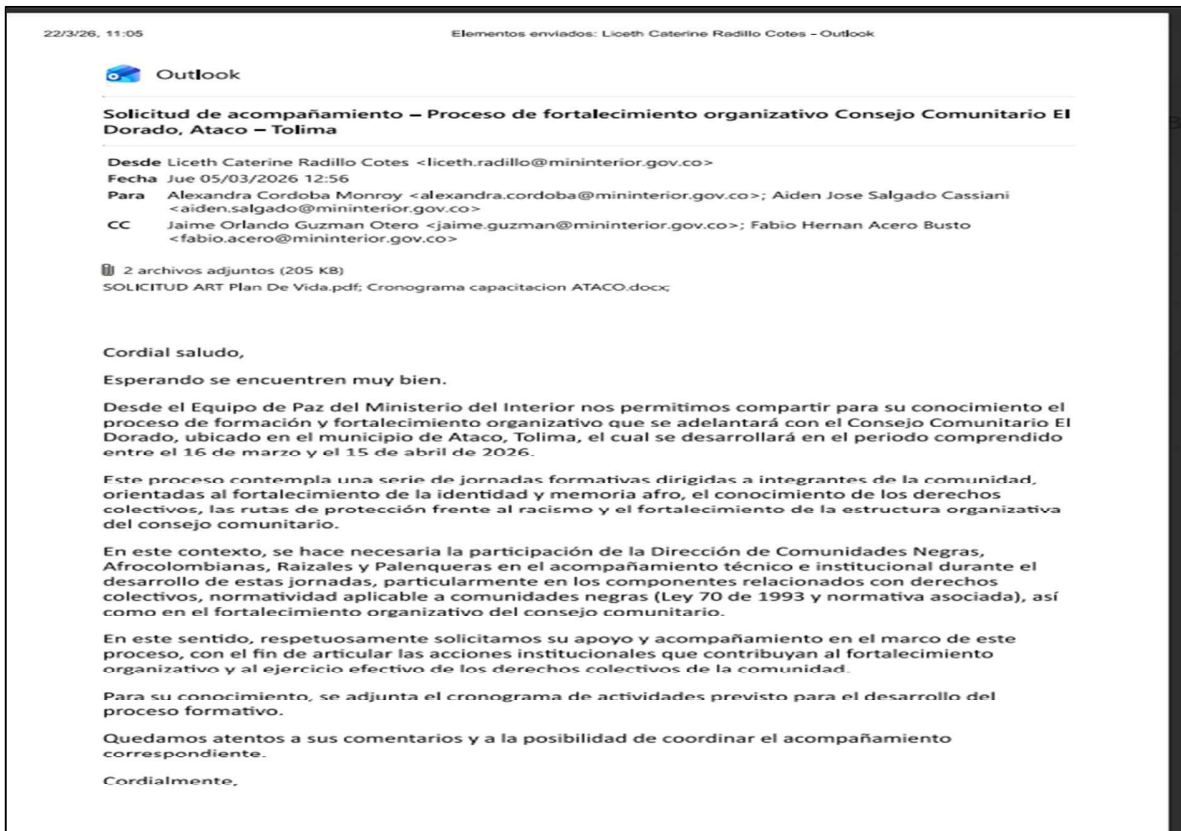 22/3/26, 11:05 Elementos enviados: Liceth Caterine Radillo Cotes – Outlook
Outlook
Solicitud de acompañamiento – Proceso de fortalecimiento organizativo Consejo Comunitario El
Dorado, Ataco – Tolima
Desde Liceth Caterine Radillo Cotes <liceth.radillo@mininterior.gov.co>
Fecha Jue 05/03/2026 12:56
Para Alexandra Cordoba Monroy <alexandra.cordoba@mininterior.gov.co>; Aiden Jose Salgado Cassiani
<aiden.salgado@mininterior.gov.co>
CC Jaime Orlando Guzman Otero <jaime.guzman@mininterior.gov.co>; Fabio Hernan Acero Busto
<fabio.acero@mininterior.gov.co>
2 archivos adjuntos (205 KB)
SOLICITUD ART Plan De Vida.pdf; Cronograma capacitacion ATACO.docx;
Cordial saludo,
Esperando se encuentren muy bien.
Desde el Equipo de Paz del Ministerio del Interior nos permitimos compartir para su conocimiento el
proceso de formación y fortalecimiento organizativo que se adelantará con el Consejo Comunitario El
Dorado, ubicado en el municipio de Ataco, Tolima, el cual se desarrollará en el periodo comprendido
entre el 16 de marzo y el 15 de abril de 2026.
Este proceso contempla una serie de jornadas formativas dirigidas a integrantes de la comunidad,
orientadas al fortalecimiento de la identidad y memoria afro, el conocimiento de los derechos
colectivos, las rutas de protección frente al racismo y el fortalecimiento de la estructura organizativa
del consejo comunitario.
En este contexto, se hace necesaria la participación de la Dirección de Comunidades Negras,
Afrocolombianas, Raizales y Palenqueras en el acompañamiento técnico e institucional durante el
desarrollo de estas jornadas, particularmente en los componentes relacionados con derechos
colectivos, normatividad aplicable a comunidades negras (Ley 70 de 1993 y normativa asociada), así
como en el fortalecimiento organizativo del consejo comunitario.
En este sentido, respetuosamente solicitamos su apoyo y acompañamiento en el marco de este
proceso, con el fin de articular las acciones institucionales que contribuyan al fortalecimiento
organizativo y al ejercicio efectivo de los derechos colectivos de la comunidad.
Para su conocimiento, se adjunta el cronograma de actividades previsto para el desarrollo del
proceso formativo.
Quedamos atentos a sus comentarios y a la posibilidad de coordinar el acompañamiento
correspondiente.
Cordialmente,